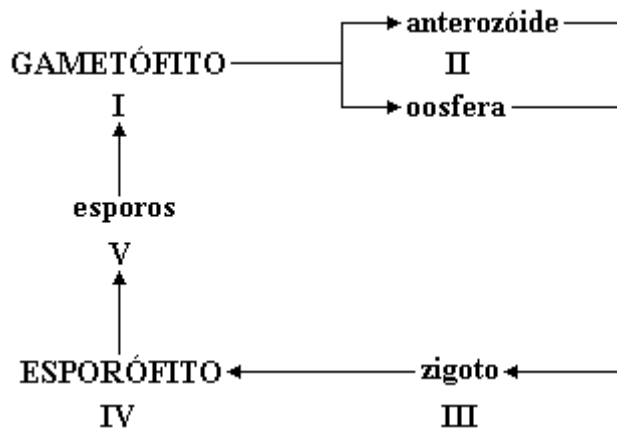 anterozóide
GAMETÓFITO
II
I
oosfera
esporos
V
ESPORÓFITO
zigoto
IV
III